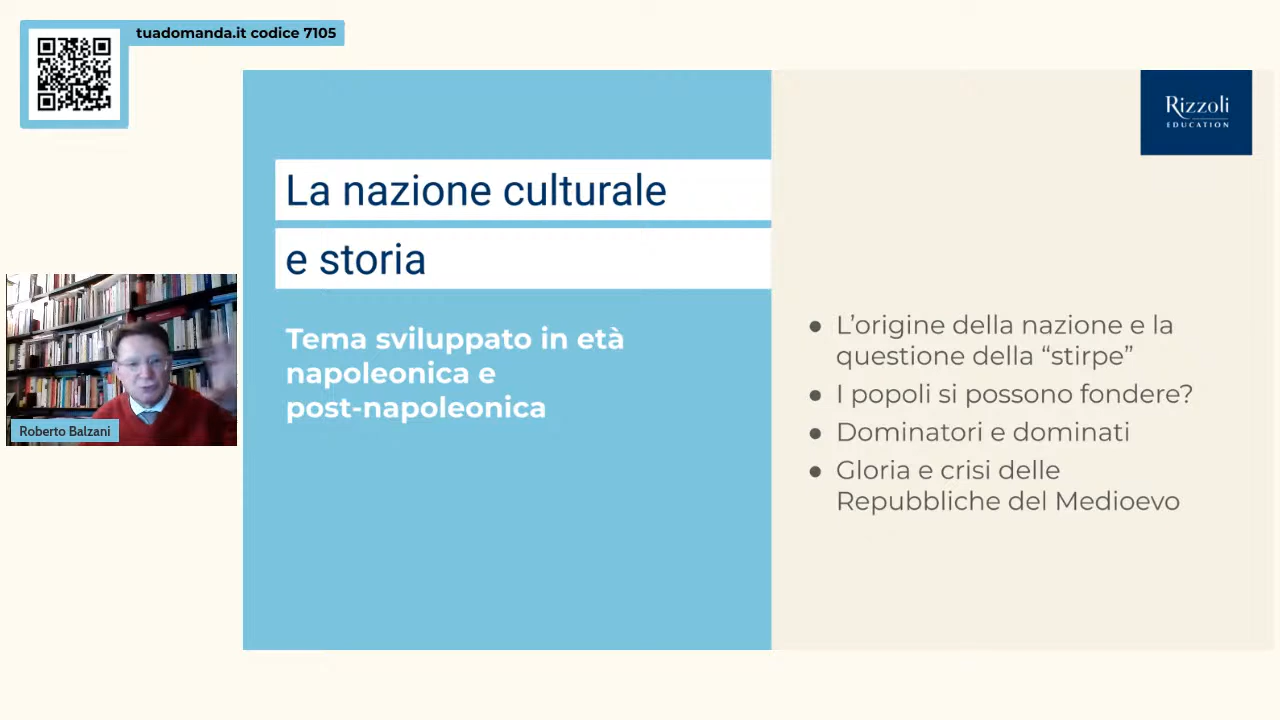 tuadomanda.it codice 7105
Rizzoli
EDUCATION
La nazione culturale
e storia
Tema sviluppato in età
napoleonica e
post-napoleonica
● L’origine della nazione e la
questione della “stirpe”
● I popoli si possono fondere?
● Dominatori e dominati
● Gloria e crisi delle
Repubbliche del Medioevo
Roberto Balzani